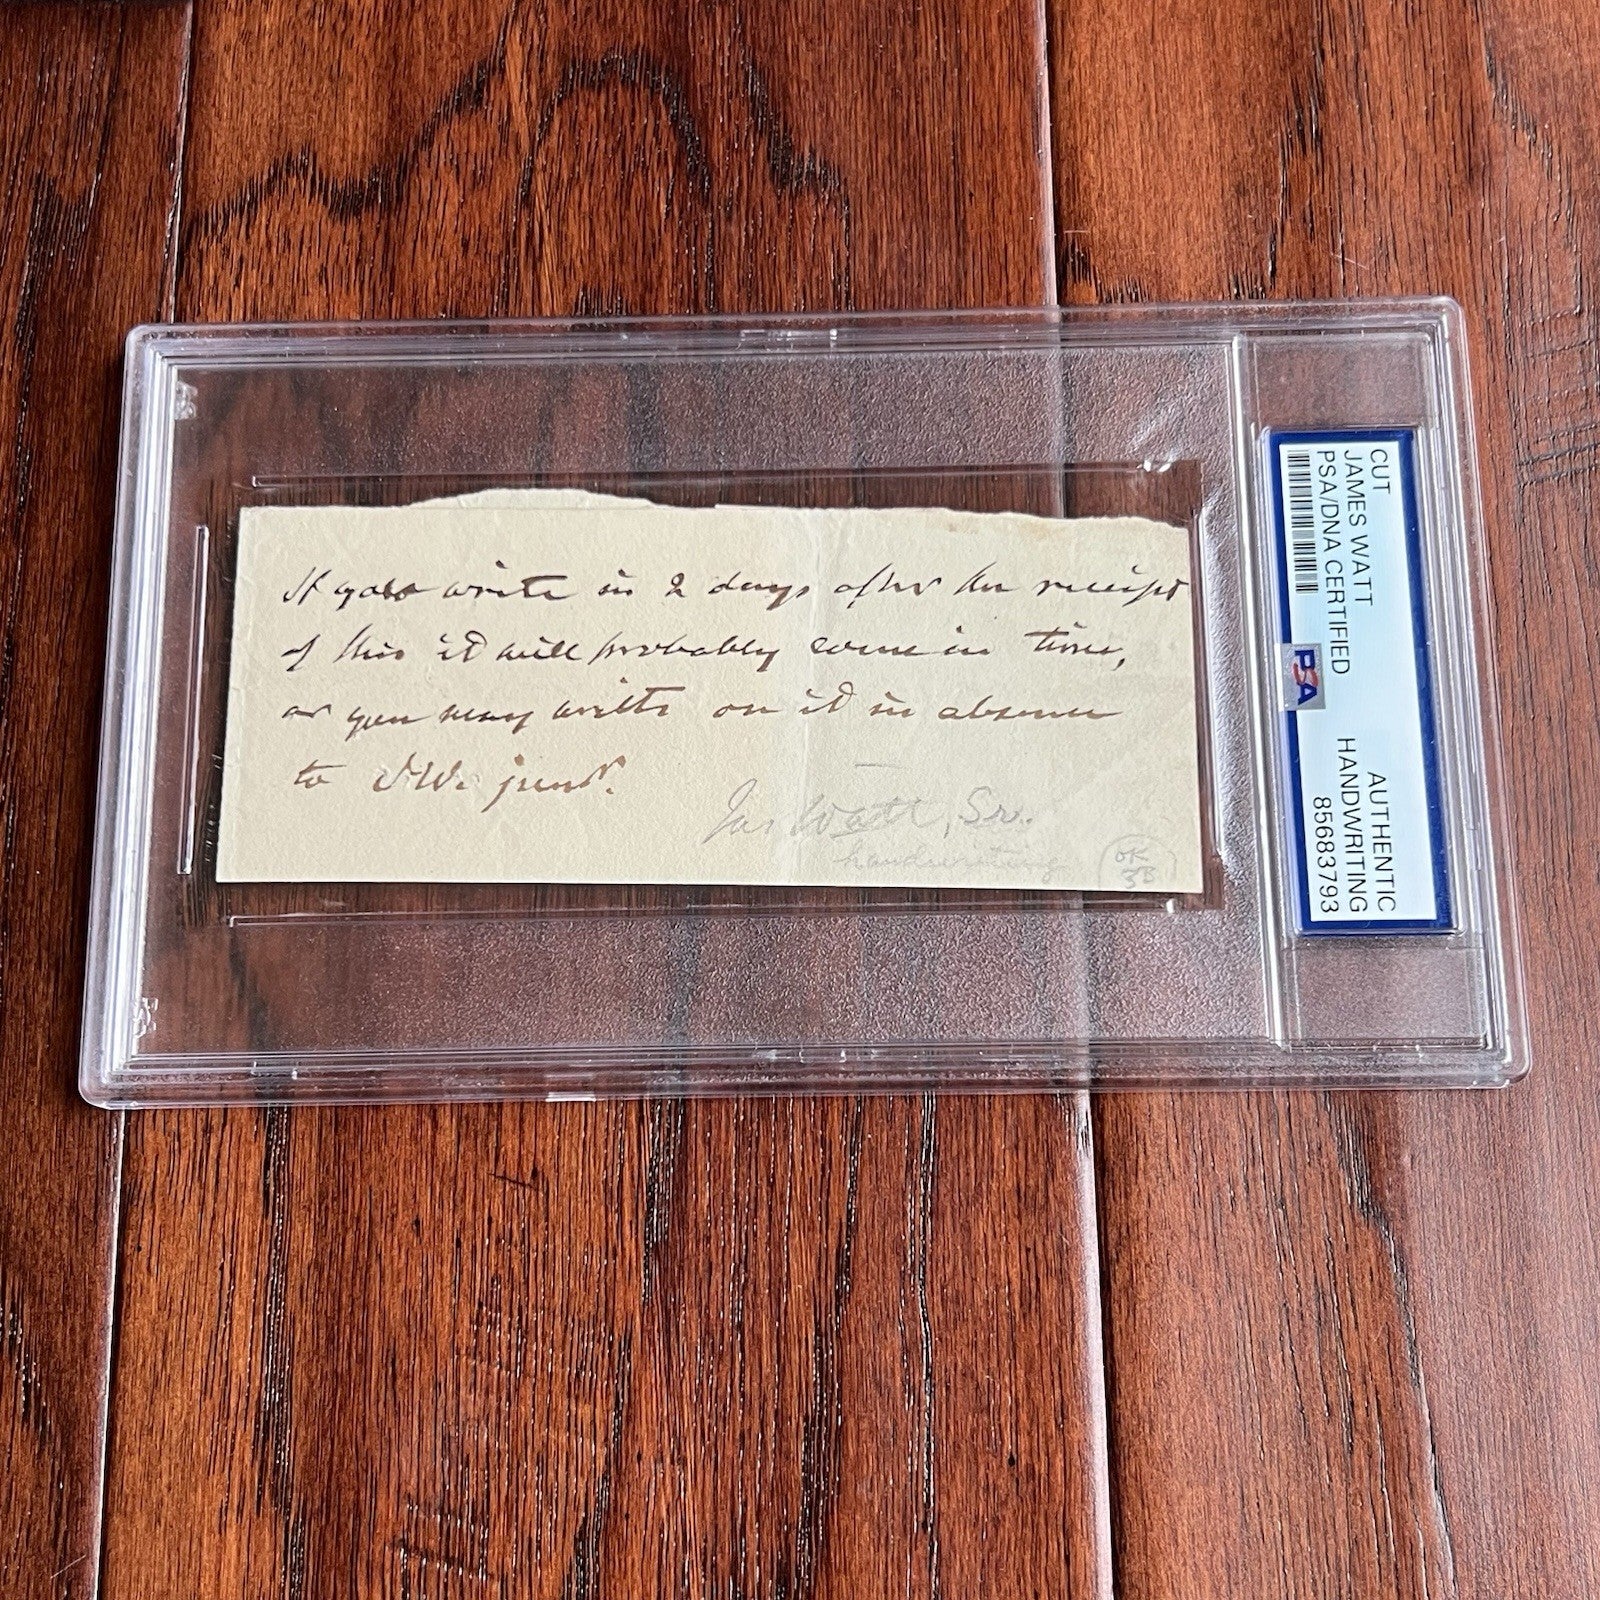 If you write in 2 days after the receipt
of this it will probably come in time,
or you may write on it in absence
to J.W. junr.
Jas Watt, Sr.
handwriting
OK
CUT
JAMES WATT
PSA/DNA CERTIFIED
AUTHENTIC
HANDWRITING
85683793
PSA